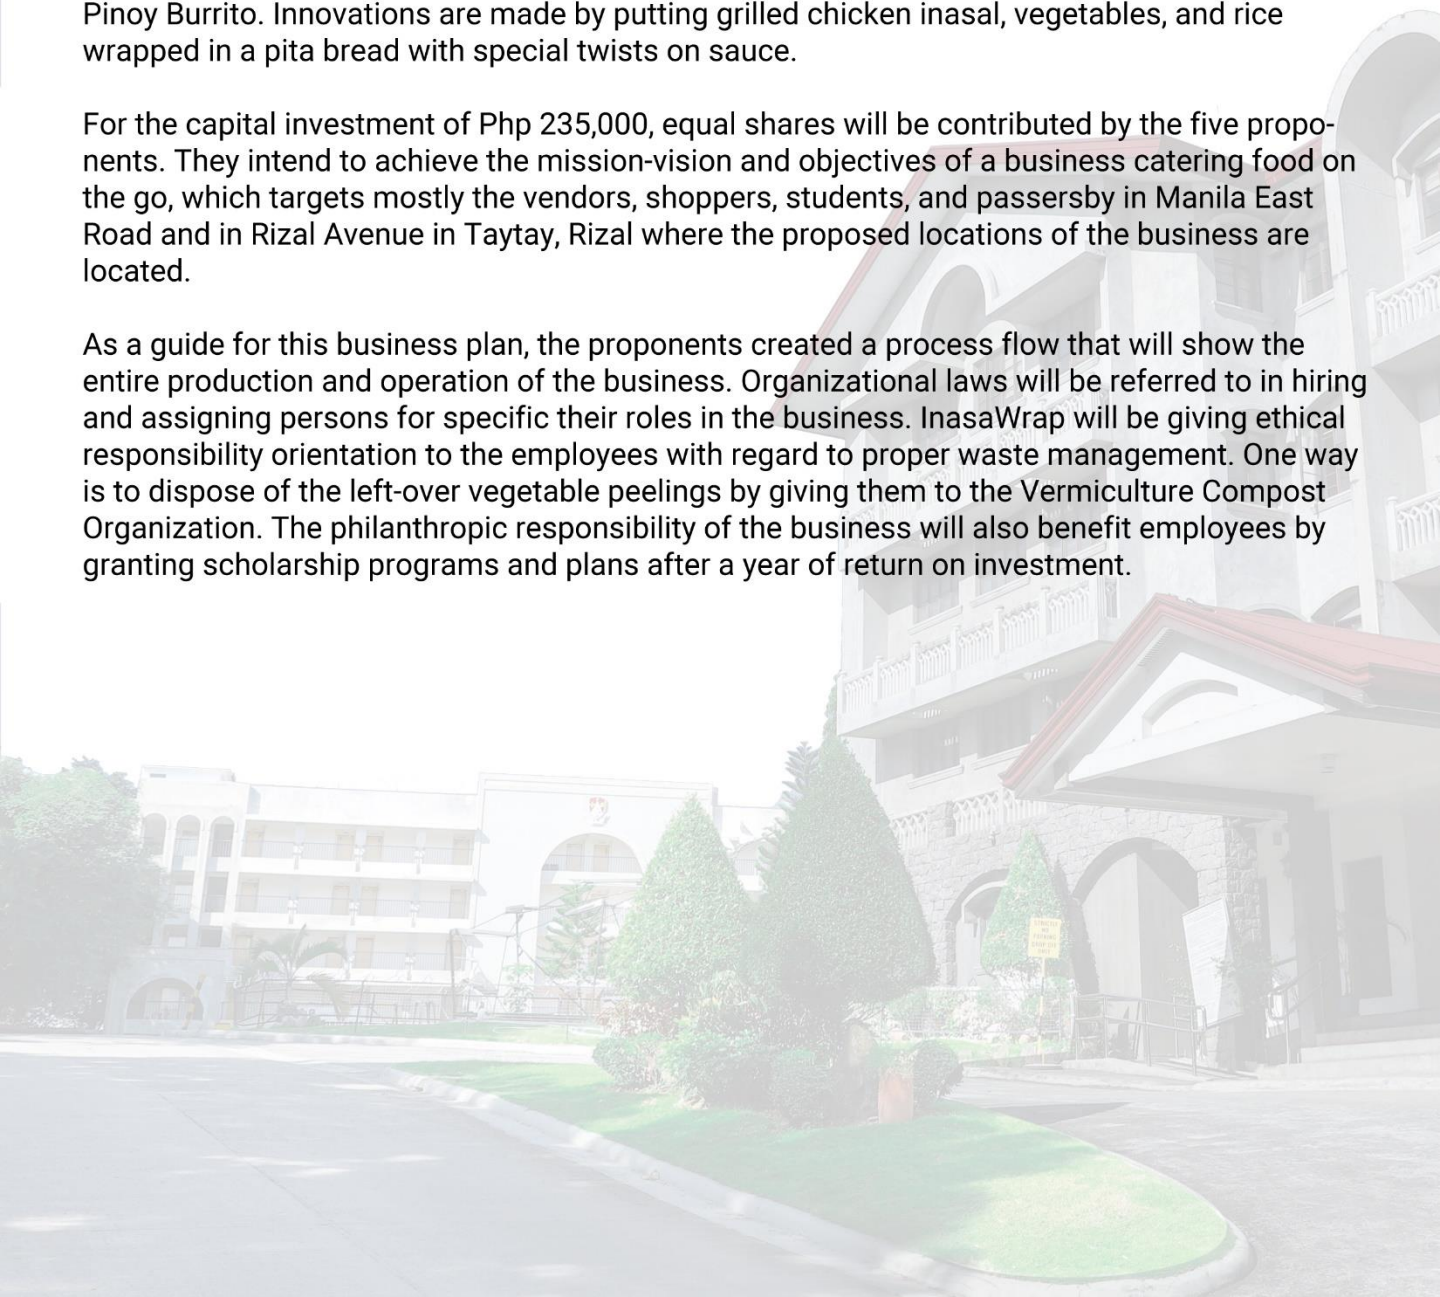 Pinoy Burrito. Innovations are made by putting grilled chicken inasal, vegetables, and rice
wrapped in a pita bread with special twists on sauce.
For the capital investment of Php 235,000, equal shares will be contributed by the five propo-
nents. They intend to achieve the mission-vision and objectives of a business catering food on
the go, which targets mostly the vendors, shoppers, students, and passersby in Manila East
Road and in Rizal Avenue in Taytay, Rizal where the proposed locations of the business are
located.
As a guide for this business plan, the proponents created a process flow that will show the
entire production and operation of the business. Organizational laws will be referred to in hiring
and assigning persons for specific their roles in the business. InasaWrap will be giving ethical
responsibility orientation to the employees with regard to proper waste management. One way
is to dispose of the left-over vegetable peelings by giving them to the Vermiculture Compost
Organization. The philanthropic responsibility of the business will also benefit employees by
granting scholarship programs and plans after a year of return on investment.